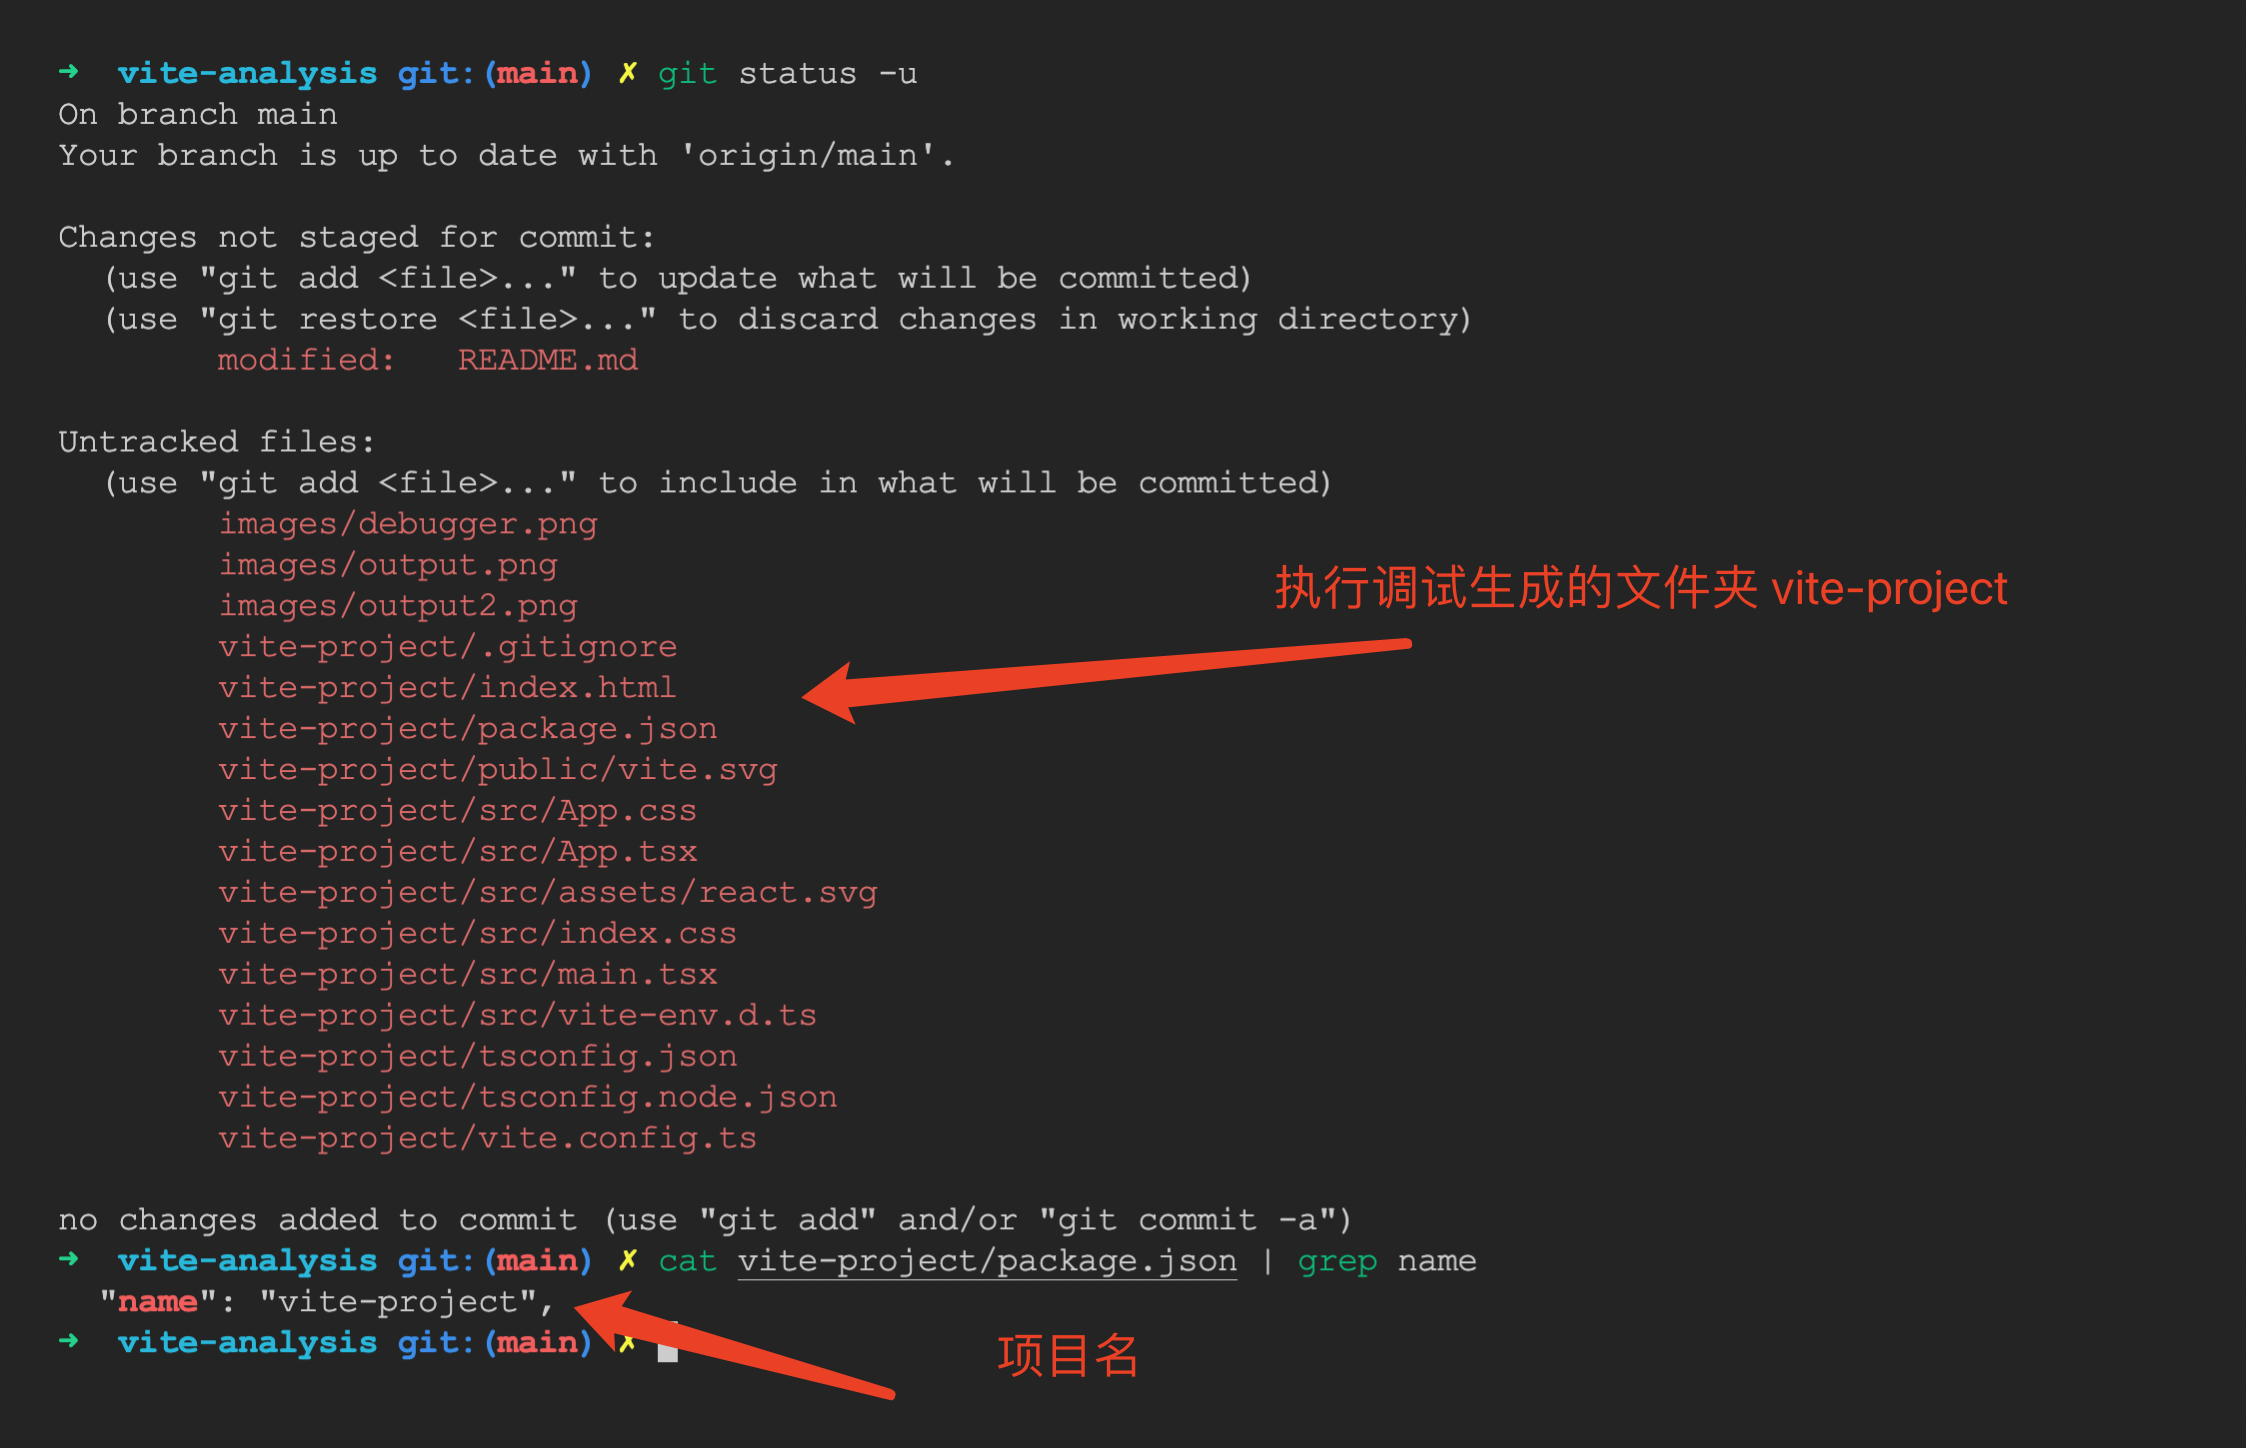 ➜  vite-analysis git:(main) ✗ git status -u
On branch main
Your branch is up to date with 'origin/main'.
Changes not staged for commit:
  (use "git add <file>..." to update what will be committed)
  (use "git restore <file>..." to discard changes in working directory)
        modified:   README.md
Untracked files:
  (use "git add <file>..." to include in what will be committed)
        images/debugger.png
        images/output.png
执行调试生成的文件夹 vite-project
        images/output2.png
        vite-project/.gitignore
        vite-project/index.html
        vite-project/package.json
        vite-project/public/vite.svg
        vite-project/src/App.css
        vite-project/src/App.tsx
        vite-project/src/assets/react.svg
        vite-project/src/index.css
        vite-project/src/main.tsx
        vite-project/src/vite-env.d.ts
        vite-project/tsconfig.json
        vite-project/tsconfig.node.json
        vite-project/vite.config.ts
no changes added to commit (use "git add" and/or "git commit -a")
➜  vite-analysis git:(main) ✗ cat vite-project/package.json | grep name
  "name": "vite-project",
➜  vite-analysis git:(main) ✗
项目名